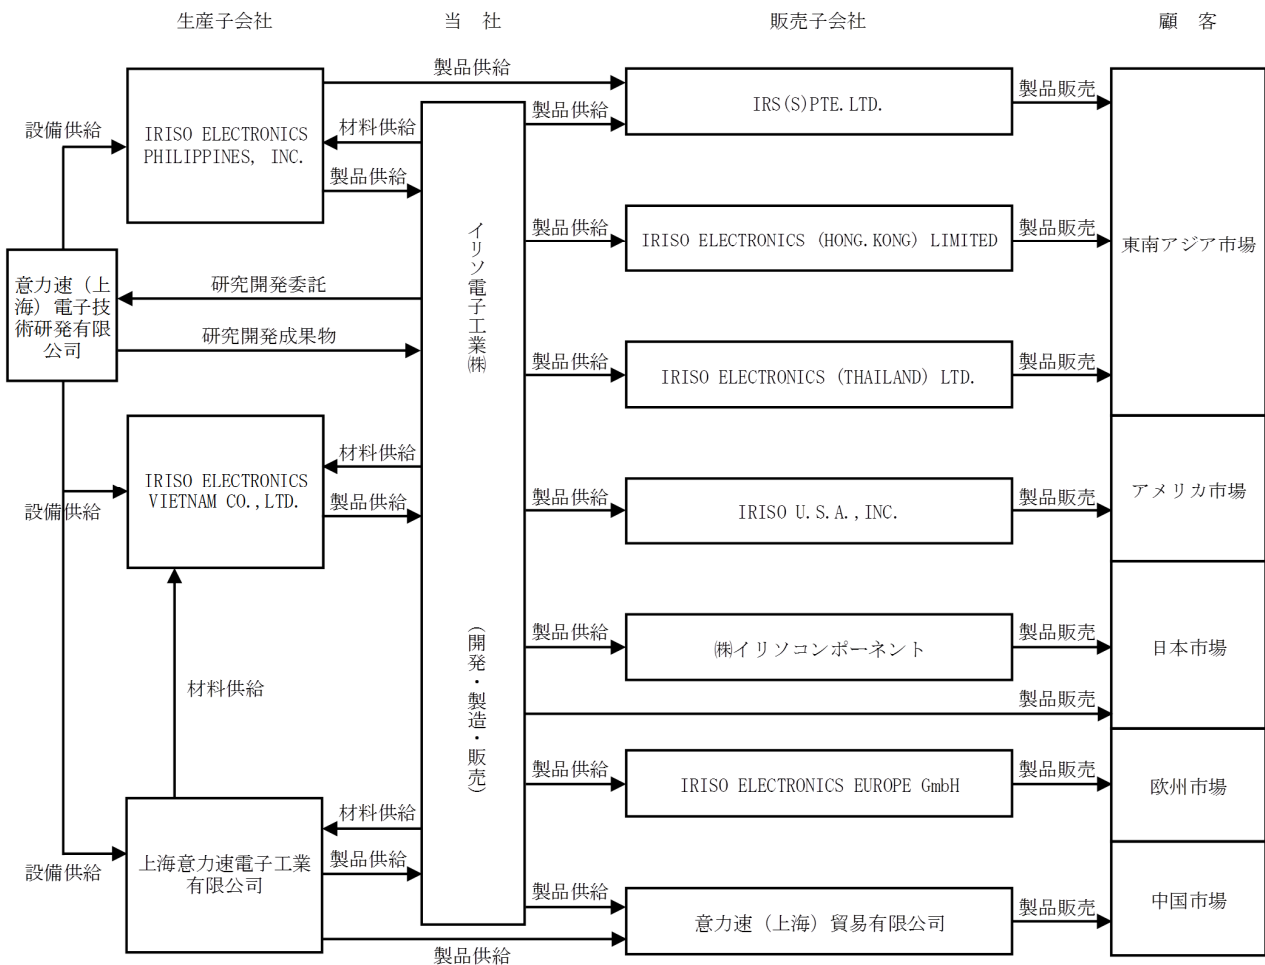 生産子会社
当　社
販売子会社
顧　客
製品供給
設備供給
IRISO ELECTRONICS
PHILIPPINES, INC.
材料供給
製品供給
製品供給
IRS(S)PTE.LTD.
製品販売
製品供給
IRISO ELECTRONICS (HONG.KONG) LIMITED
製品販売
東南アジア市場
意力速（上
海）電子技
術研発有限
公司
研究開発委託
研究開発成果物
イリソ電子工業㈱
（開発・製造・販売）
製品供給
IRISO ELECTRONICS (THAILAND) LTD.
製品販売
設備供給
IRISO ELECTRONICS
VIETNAM CO.,LTD.
材料供給
製品供給
製品供給
IRISO U.S.A.,INC.
製品販売
アメリカ市場
製品供給
㈱イリソコンポーネント
製品販売
日本市場
製品販売
材料供給
製品供給
IRISO ELECTRONICS EUROPE GmbH
製品販売
欧州市場
設備供給
上海意力速電子工業
有限公司
材料供給
製品供給
製品供給
意力速（上海）貿易有限公司
製品販売
中国市場
製品供給